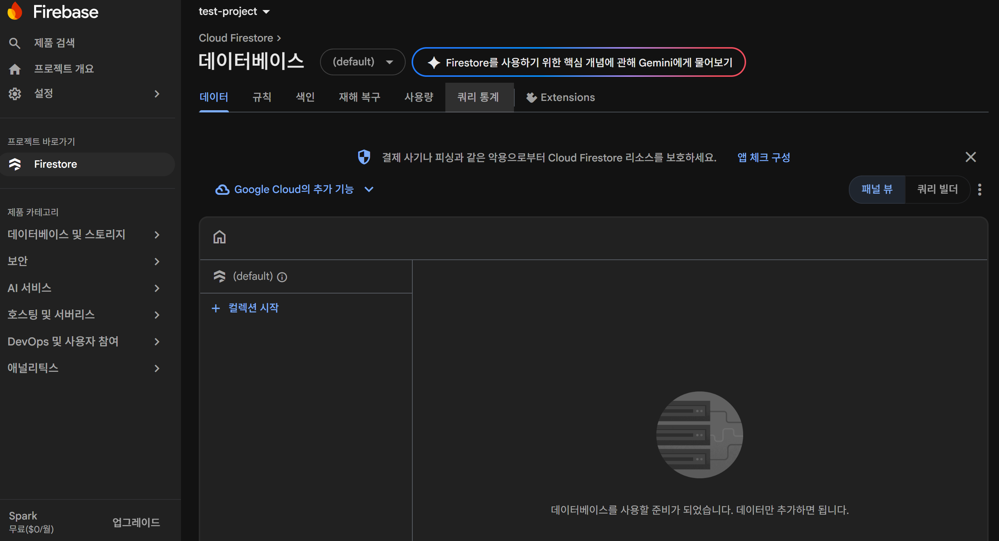 Firebase
제품 검색
프로젝트 개요
설정
프로젝트 바로가기
Firestore
제품 카테고리
데이터베이스 및 스토리지
보안
AI 서비스
호스팅 및 서버리스
DevOps 및 사용자 참여
애널리틱스
Spark
무료($0/월)
업그레이드
test-project
Cloud Firestore
데이터베이스
(default)
Firestore를 사용하기 위한 핵심 개념에 관해 Gemini에게 물어보기
데이터
규칙
색인
재해 복구
사용량
쿼리 통계
Extensions
결제 사기나 피싱과 같은 악용으로부터 Cloud Firestore 리소스를 보호하세요.
앱 체크 구성
Google Cloud의 추가 기능
패널 뷰
쿼리 빌더
(default)
컬렉션 시작
데이터베이스를 사용할 준비가 되었습니다. 데이터만 추가하면 됩니다.